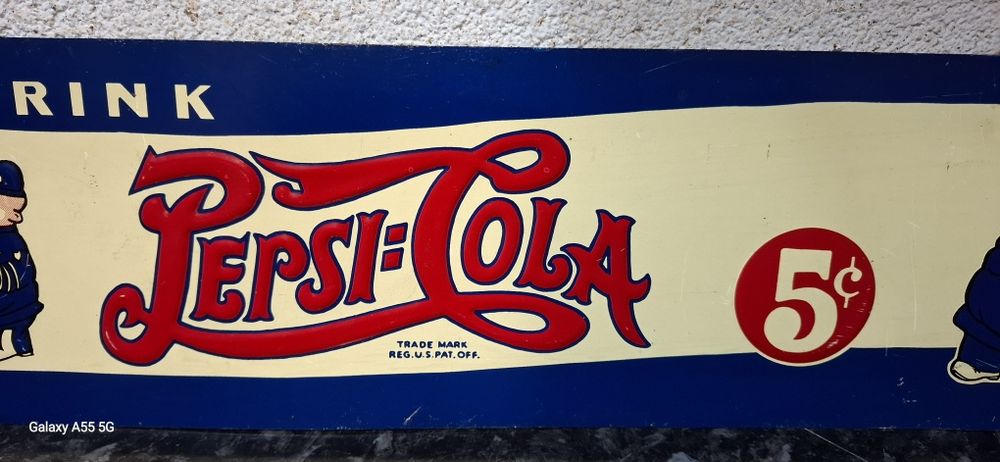 RINK
PEPSI=COLA
5¢
TRADE MARK
REG.U.S.PAT.OFF.
Galaxy A55 5G